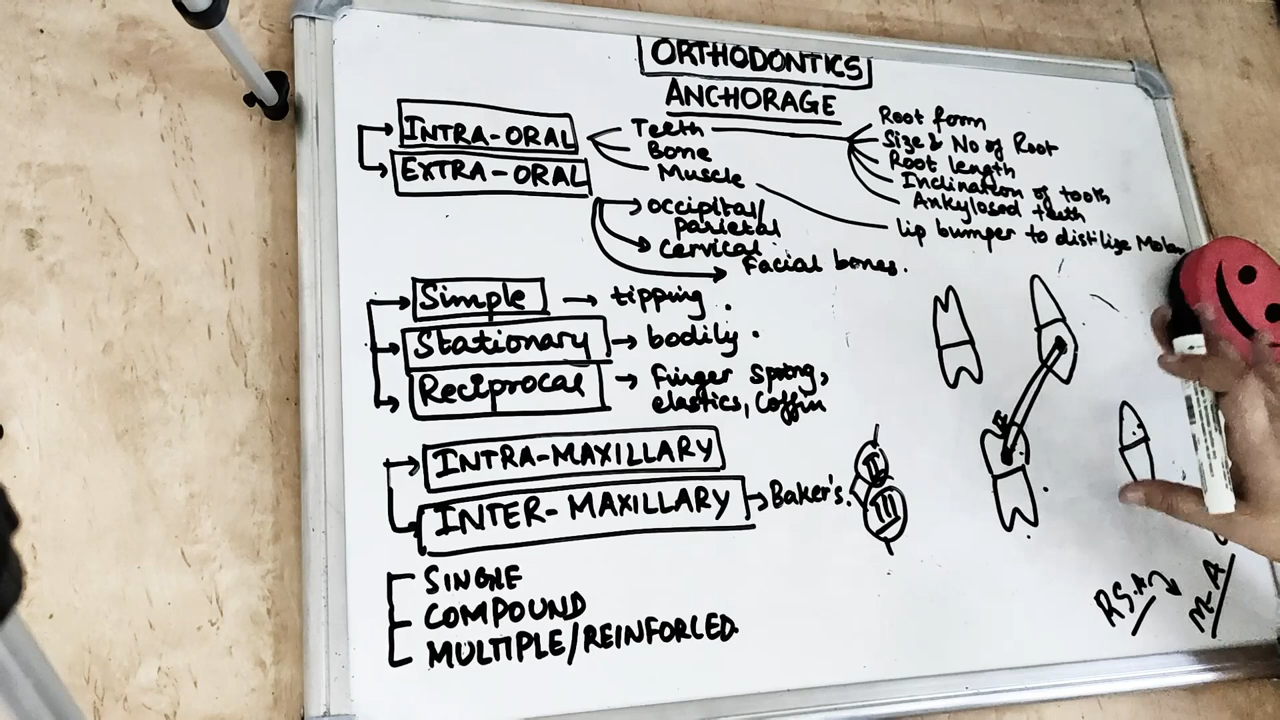 ORTHODONTICS
ANCHORAGE
INTRA-ORAL
EXTRA-ORAL
Teeth
Bone
Muscle
Root form
Size & No of Root
Root length
Inclination of tooth
Ankylosed teeth
lip bumper to distilize Molar
occipital/
parietal
cervical
Facial bones.
Simple → tipping.
Stationary → bodily.
Reciprocal → Finger Spring,
elastics, Coffin
INTRA-MAXILLARY
INTER-MAXILLARY → Baker's.
II
III
SINGLE
COMPOUND
MULTIPLE/REINFORCED.
RS.A
M-A